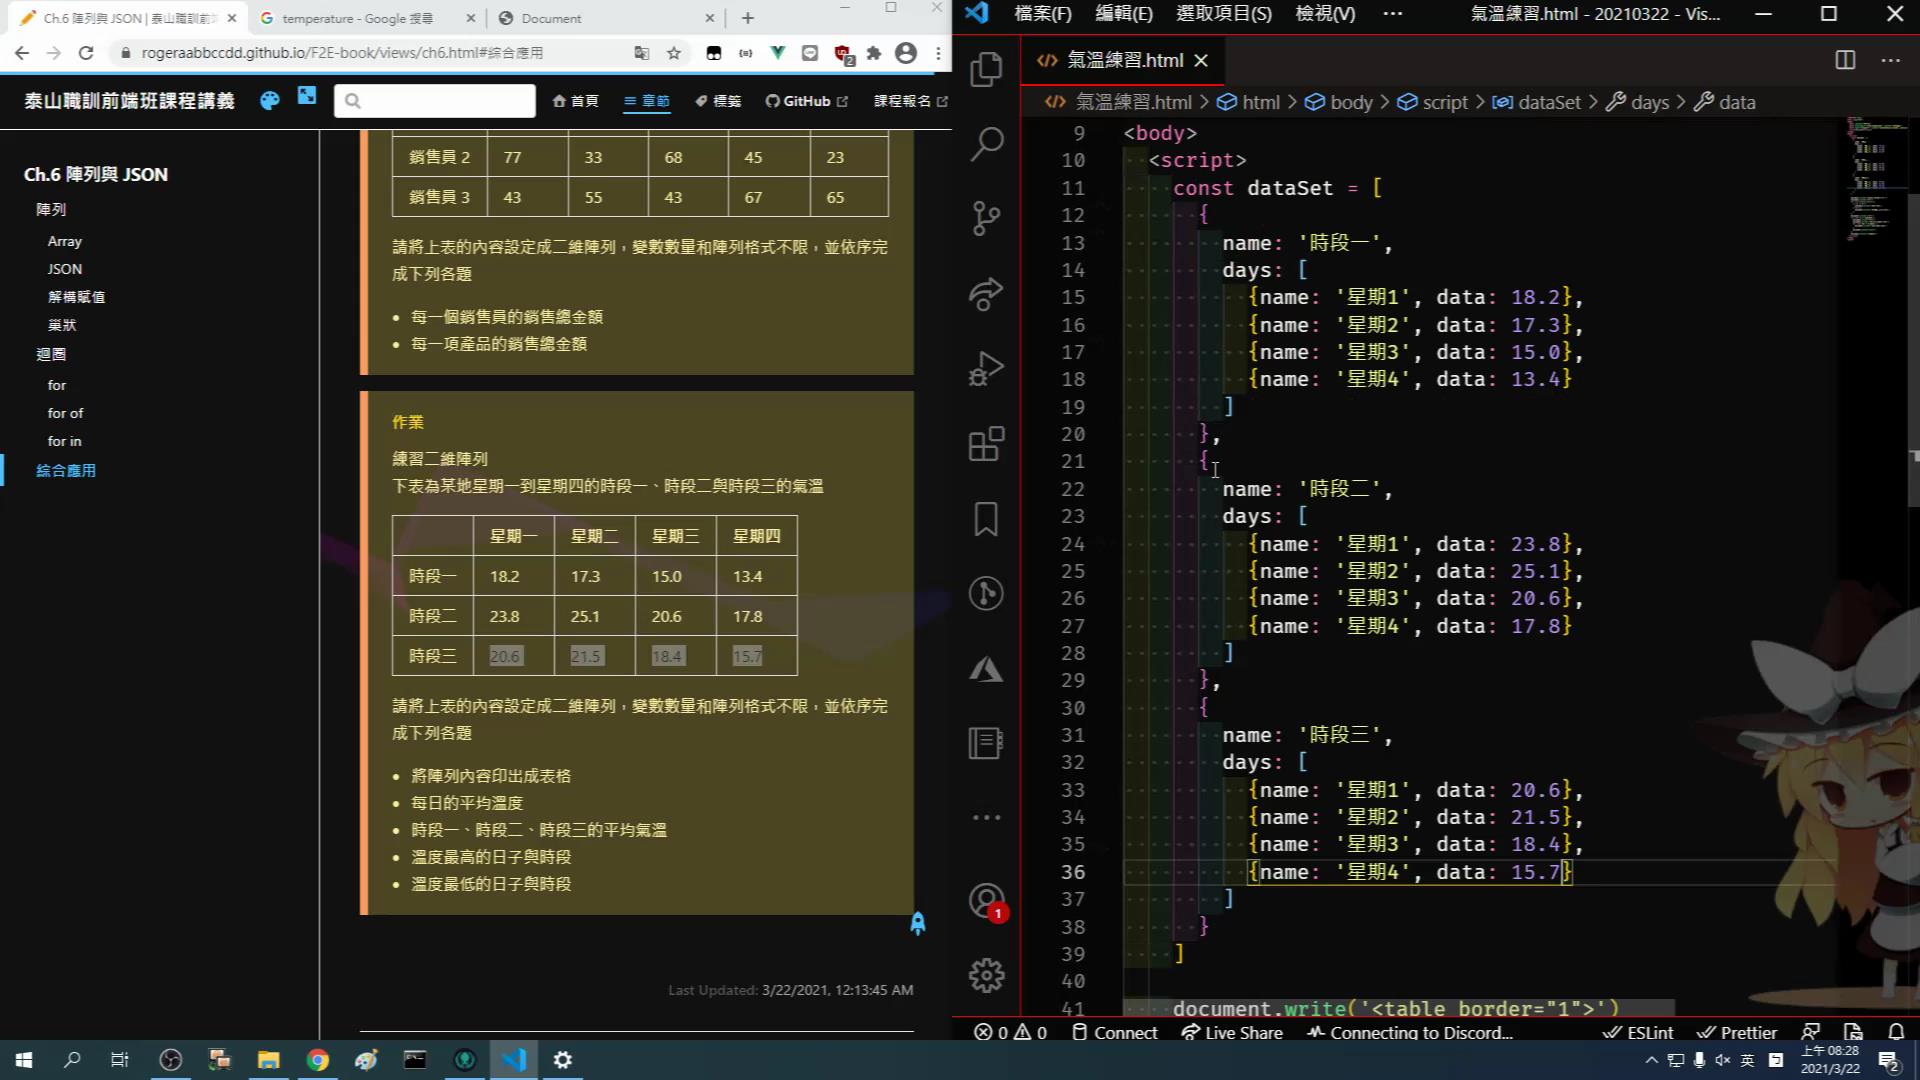 Ch.6 陣列與 JSON | 泰山職訓前端
temperature - Google 搜尋
Document
rogeraabbccdd.github.io/F2E-book/views/ch6.html#綜合應用
2
泰山職訓前端班課程講義
首頁
章節
標籤
GitHub
課程報名
Ch.6 陣列與 JSON
陣列
Array
JSON
解構賦值
巢狀
迴圈
for
for of
for in
綜合應用
銷售員 2 77 33 68 45 23
銷售員 3 43 55 43 67 65
請將上表的內容設定成二維陣列，變數數量和陣列格式不限，並依序完
成下列各題
• 每一個銷售員的銷售總金額
• 每一項產品的銷售總金額
作業
練習二維陣列
下表為某地星期一到星期四的時段一、時段二與時段三的氣溫
星期一 星期二 星期三 星期四
時段一 18.2 17.3 15.0 13.4
時段二 23.8 25.1 20.6 17.8
時段三 20.6 21.5 18.4 15.7
請將上表的內容設定成二維陣列，變數數量和陣列格式不限，並依序完
成下列各題
• 將陣列內容印出成表格
• 每日的平均溫度
• 時段一、時段二、時段三的平均氣溫
• 溫度最高的日子與時段
• 溫度最低的日子與時段
Last Updated: 3/22/2021, 12:13:45 AM
檔案(F) 編輯(E) 選取項目(S) 檢視(V) ··· 氣溫練習.html - 20210322 - Vis...
氣溫練習.html
氣溫練習.html > html > body > script > dataSet > days > data
9 <body>
10 <script>
11 const dataSet = [
12 {
13 name: '時段一',
14 days: [
15 {name: '星期1', data: 18.2},
16 {name: '星期2', data: 17.3},
17 {name: '星期3', data: 15.0},
18 {name: '星期4', data: 13.4}
19 ]
20 },
21 {
22 name: '時段二',
23 days: [
24 {name: '星期1', data: 23.8},
25 {name: '星期2', data: 25.1},
26 {name: '星期3', data: 20.6},
27 {name: '星期4', data: 17.8}
28 ]
29 },
30 {
31 name: '時段三',
32 days: [
33 {name: '星期1', data: 20.6},
34 {name: '星期2', data: 21.5},
35 {name: '星期3', data: 18.4},
36 {name: '星期4', data: 15.7}
37 ]
38 }
39 ]
40
41 document.write('<table border="1">')
1
0 0 Connect Live Share Connecting to Discord... ESLint Prettier
英
上午 08:28
2021/3/22
2